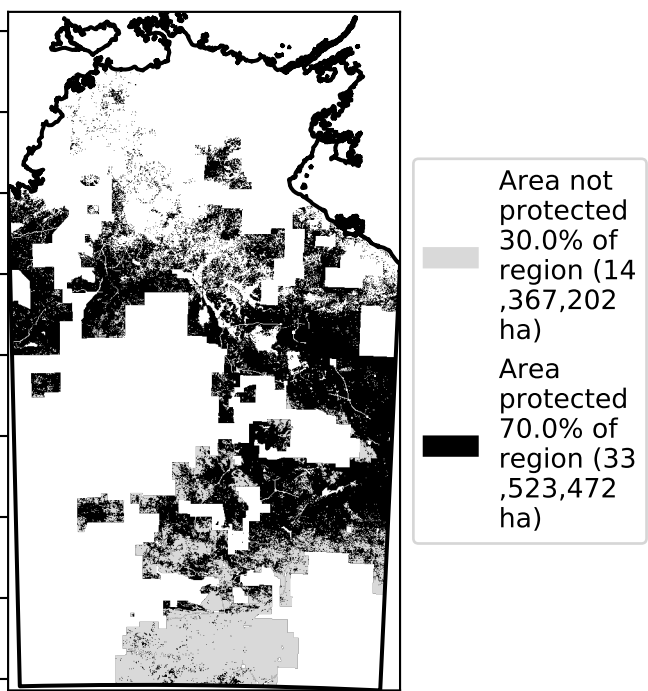 Area not
protected
30.0% of
region (14
,367,202
ha)
Area
protected
70.0% of
region (33
,523,472
ha)